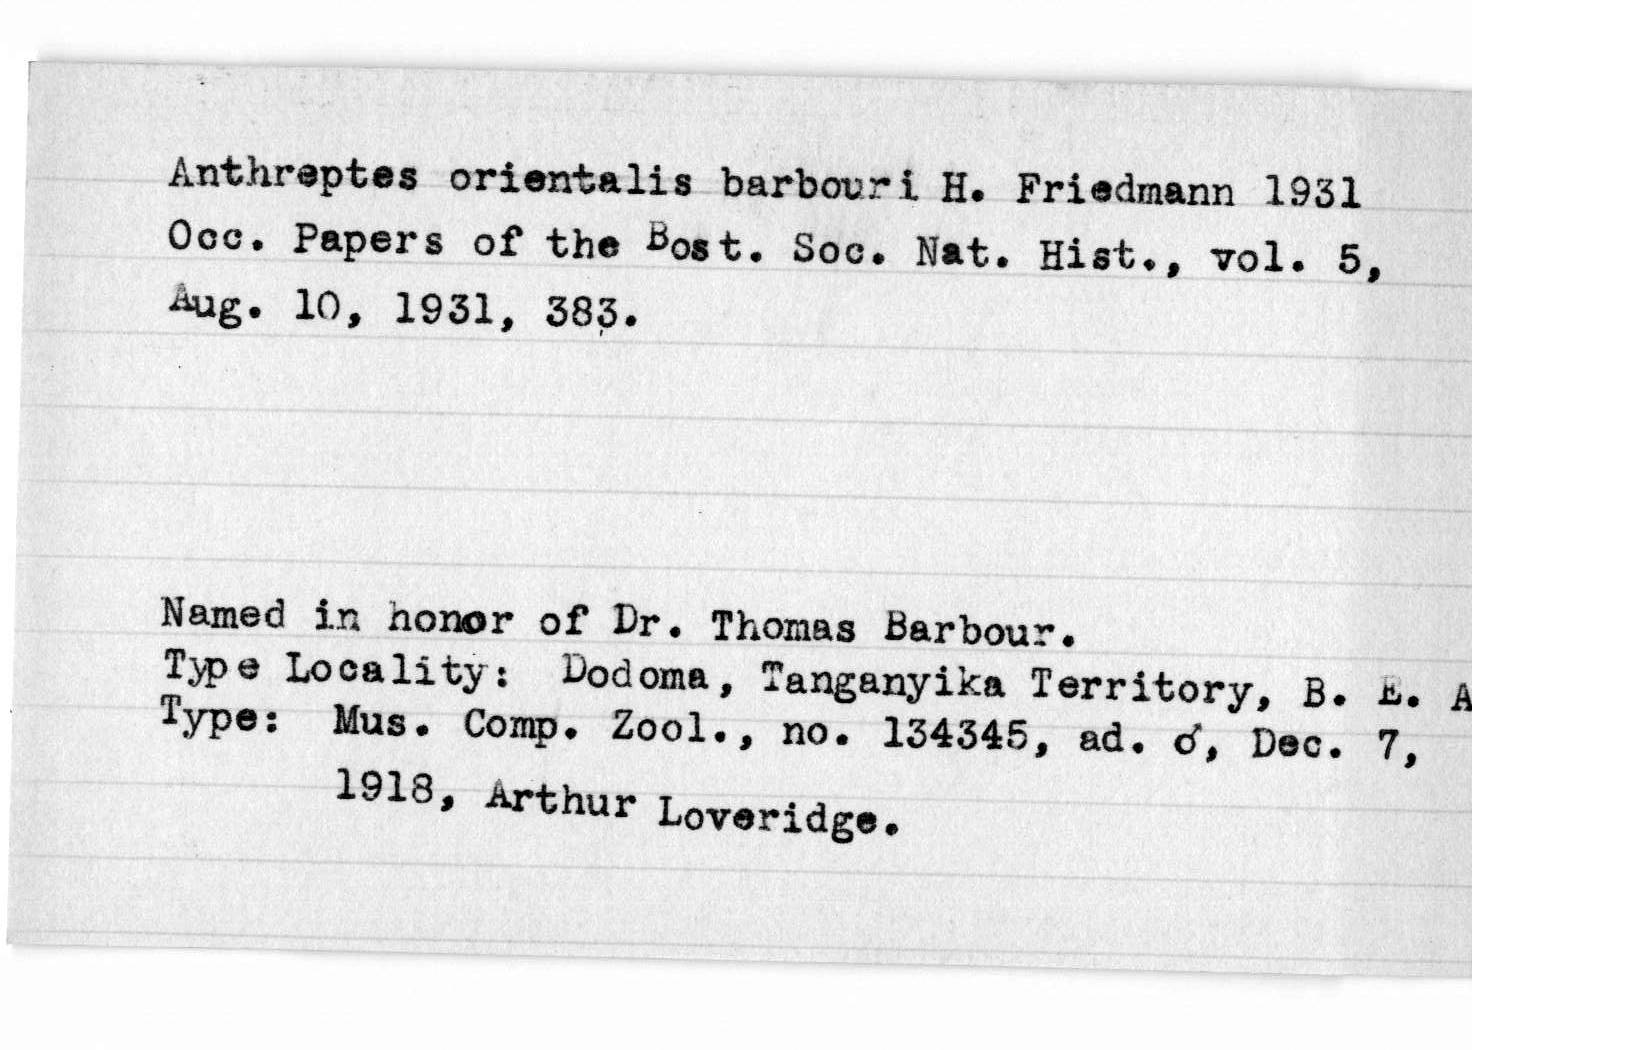 Anthreptes orientalis barbouri H. Friedmann 1931
Occ. Papers of the Bost. Soc. Nat. Hist., vol. 5,
Aug. 10, 1931, 383.
Named in honor of Dr. Thomas Barbour.
Type Locality: Dodoma, Tanganyika Territory, B. E. A
Type: Mus. Comp. Zool., no. 134345, ad. ♂, Dec. 7,
1918, Arthur Loveridge.